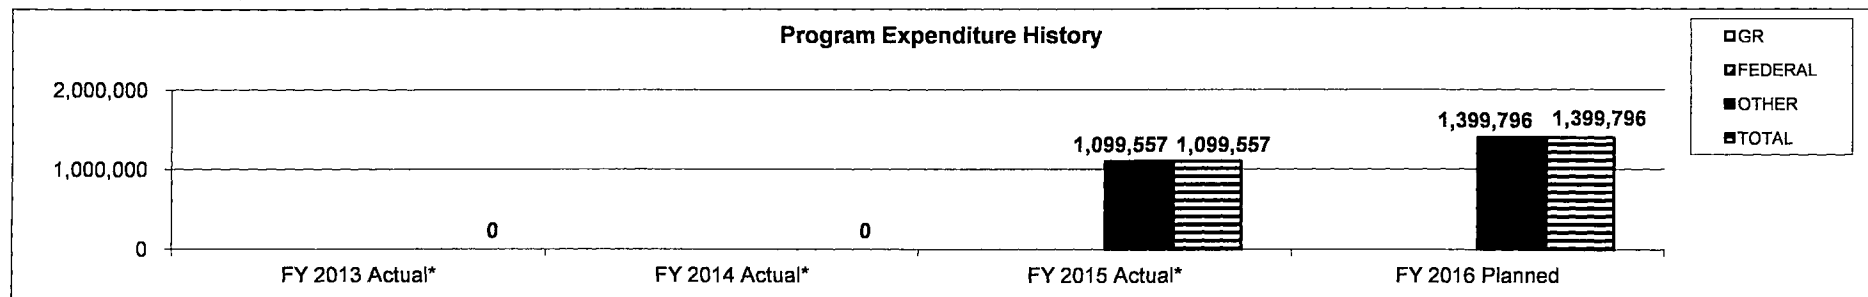 Program Expenditure History
GR
FEDERAL
OTHER
TOTAL
2,000,000
1,000,000
0
0
0
1,099,557
1,099,557
1,399,796
1,399,796
FY 2013 Actual*
FY 2014 Actual*
FY 2015 Actual*
FY 2016 Planned